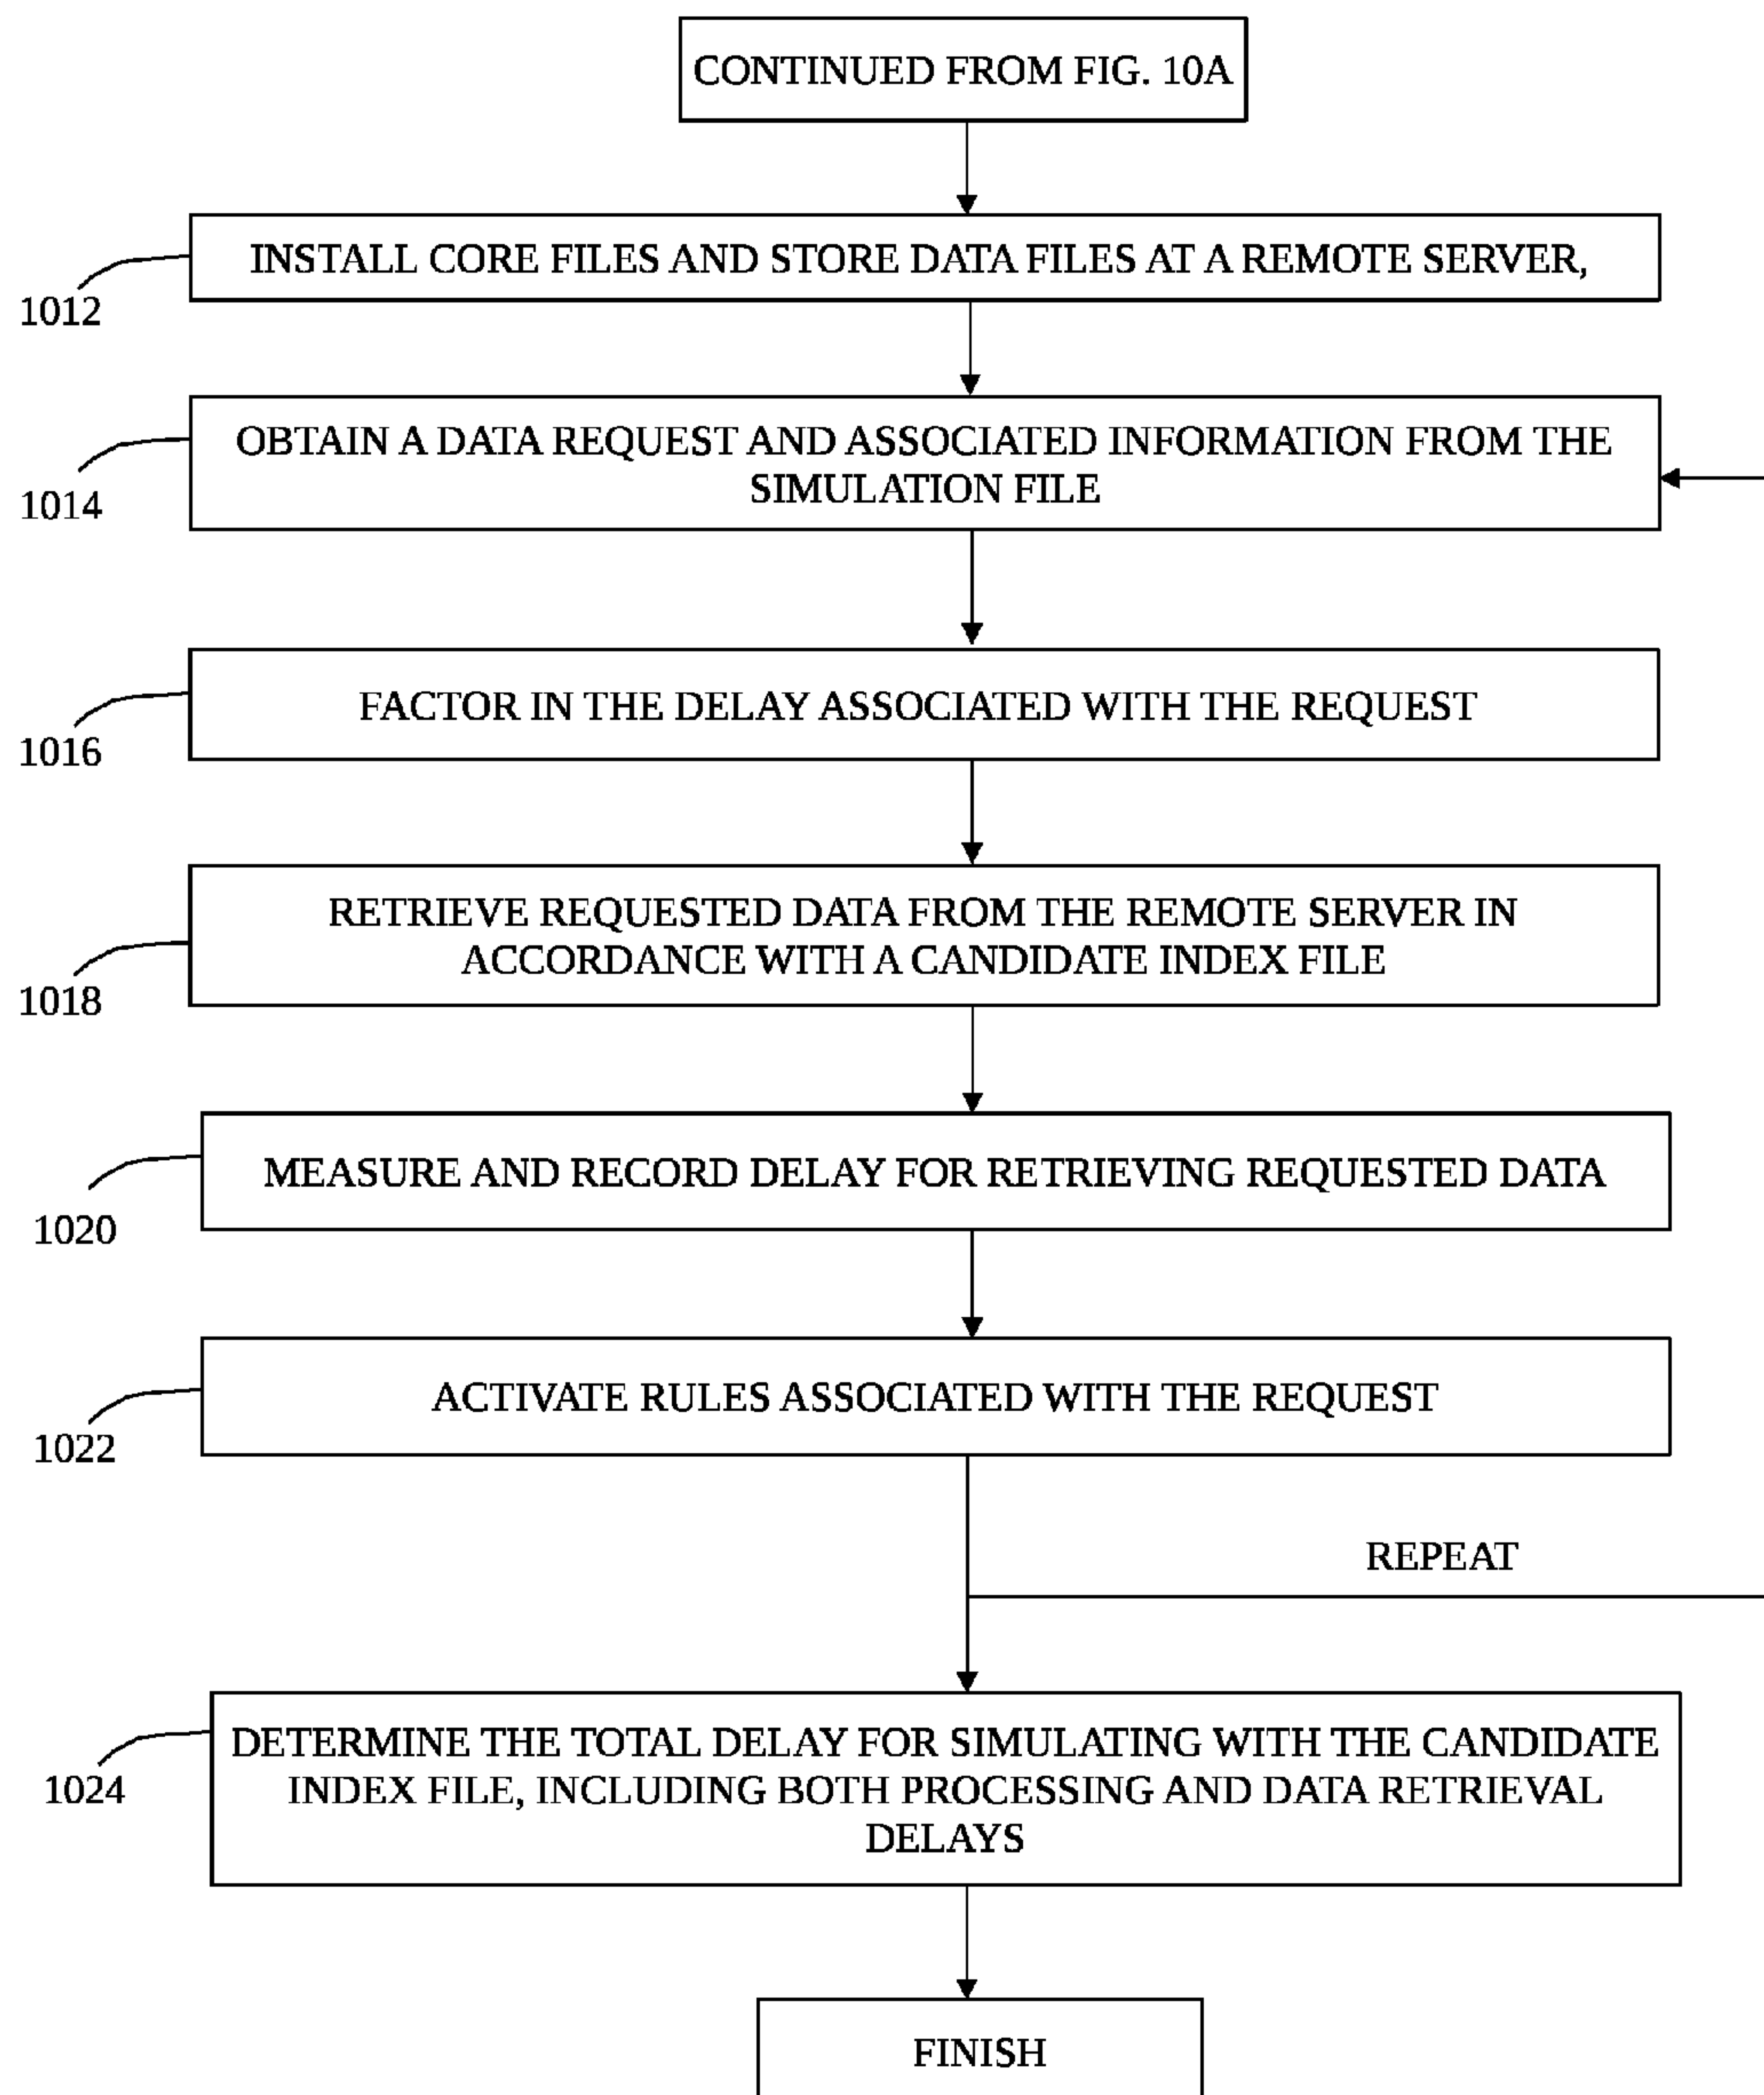 CONTINUED FROM FIG. 10A
INSTALL CORE FILES AND STORE DATA FILES AT A REMOTE SERVER,
1012
OBTAIN A DATA REQUEST AND ASSOCIATED INFORMATION FROM THE
SIMULATION FILE
1014
FACTOR IN THE DELAY ASSOCIATED WITH THE REQUEST
1016
RETRIEVE REQUESTED DATA FROM THE REMOTE SERVER IN
ACCORDANCE WITH A CANDIDATE INDEX FILE
1018
MEASURE AND RECORD DELAY FOR RETRIEVING REQUESTED DATA
1020
ACTIVATE RULES ASSOCIATED WITH THE REQUEST
1022
REPEAT
DETERMINE THE TOTAL DELAY FOR SIMULATING WITH THE CANDIDATE
INDEX FILE, INCLUDING BOTH PROCESSING AND DATA RETRIEVAL
DELAYS
1024
FINISH